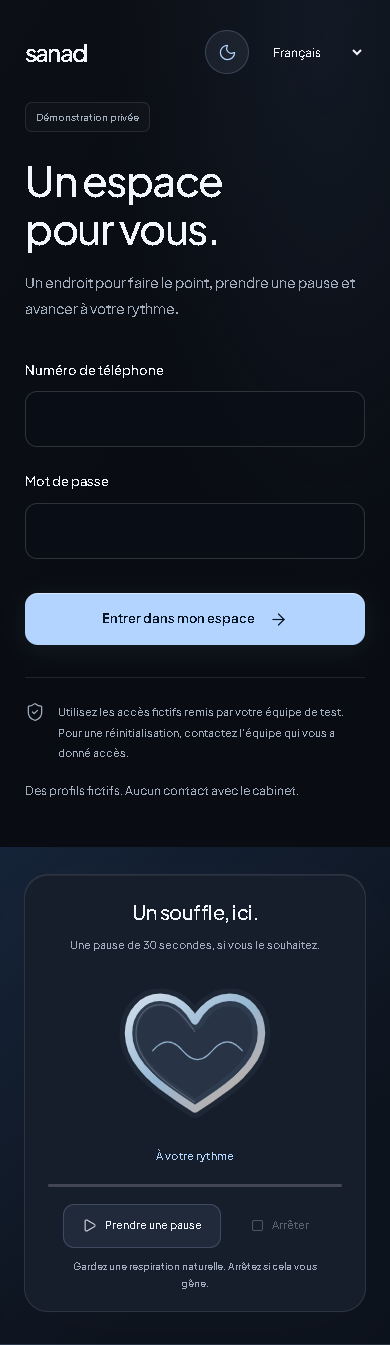 sanad
Français
Démonstration privée
Un espace
pour vous.
Un endroit pour faire le point, prendre une pause et
avancer à votre rythme.
Numéro de téléphone
Mot de passe
Entrer dans mon espace
Utilisez les accès fictifs remis par votre équipe de test.
Pour une réinitialisation, contactez l'équipe qui vous a
donné accès.
Des profils fictifs. Aucun contact avec le cabinet.
Un souffle, ici.
Une pause de 30 secondes, si vous le souhaitez.
À votre rythme
Prendre une pause
Arrêter
Gardez une respiration naturelle. Arrêtez si cela vous
gêne.